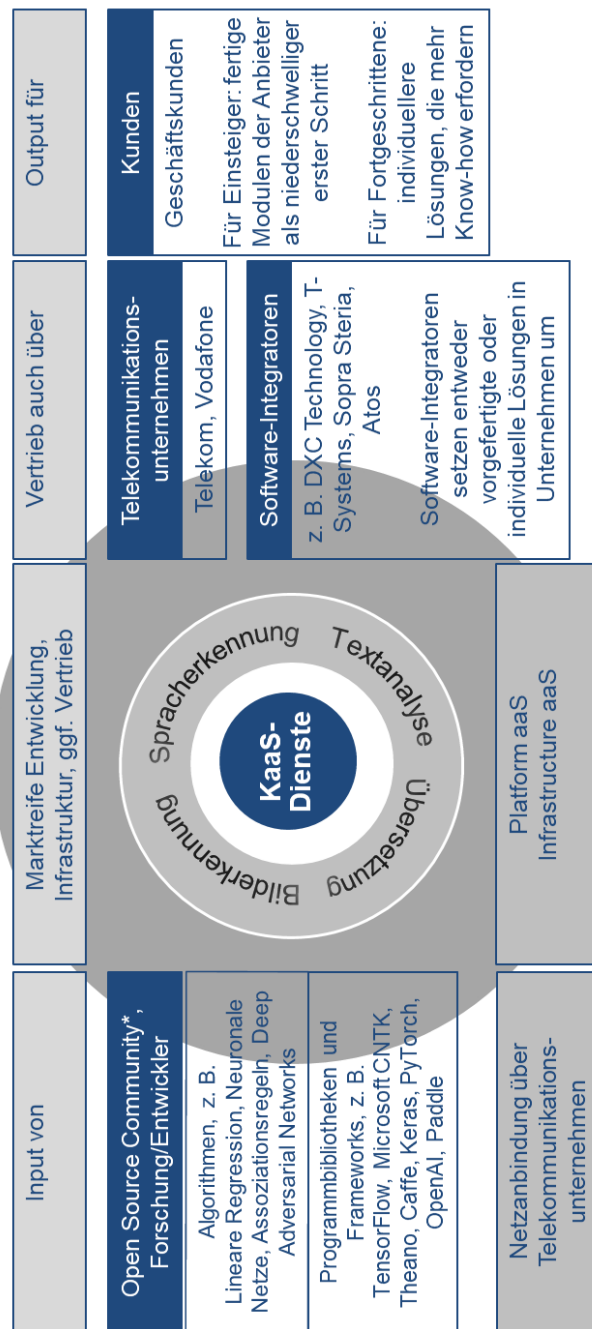 Input von
Open Source Community*,
Forschung/Entwickler
Algorithmen, z. B.
Lineare Regression, Neuronale
Netze, Assoziationsregeln, Deep
Adversarial Networks
Programmbibliotheken und
Frameworks, z. B.
TensorFlow, Microsoft CNTK,
Theano, Caffe, Keras, PyTorch,
OpenAI, Paddle
Netzanbindung über
Telekommunikations-
unternehmen
Marktreife Entwicklung,
Infrastruktur, ggf. Vertrieb
Bilderkennung
Spracherkennung
KaaS-
Dienste
Übersetzung
Textanalyse
Platform aaS
Infrastructure aaS
Vertrieb auch über
Telekommunikations-
unternehmen
Telekom, Vodafone
Software-Integratoren
z. B. DXC Technology, T-
Systems, Sopra Steria,
Atos
Software-Integratoren
setzen entweder
vorgefertigte oder
individuelle Lösungen in
Unternehmen um
Output für
Kunden
Geschäftskunden
Für Einsteiger: fertige
Modulen der Anbieter
als niederschwelliger
erster Schritt
Für Fortgeschrittene:
individuellere
Lösungen, die mehr
Know-how erfordern